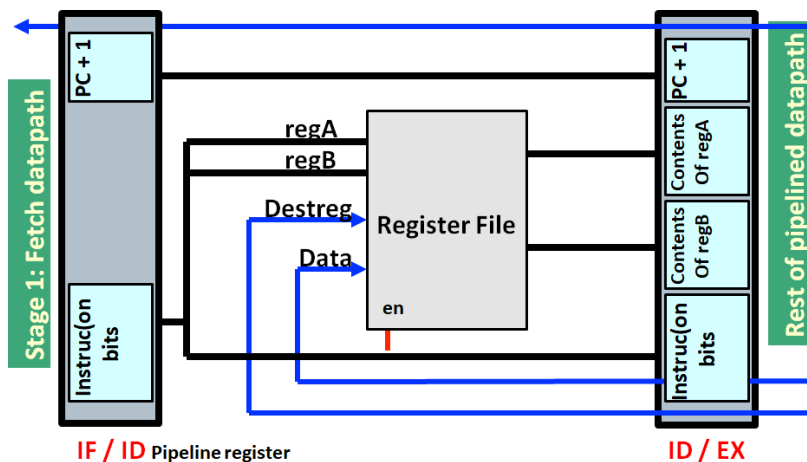 Stage 1: Fetch datapath
PC + 1
Instruc(on
bits
regA
regB
Destreg
Data
Register File
en
PC + 1
Contents
Of regA
Contents
Of regB
Instruc(on
bits
Rest of pipelined datapath
IF / ID Pipeline register
ID / EX